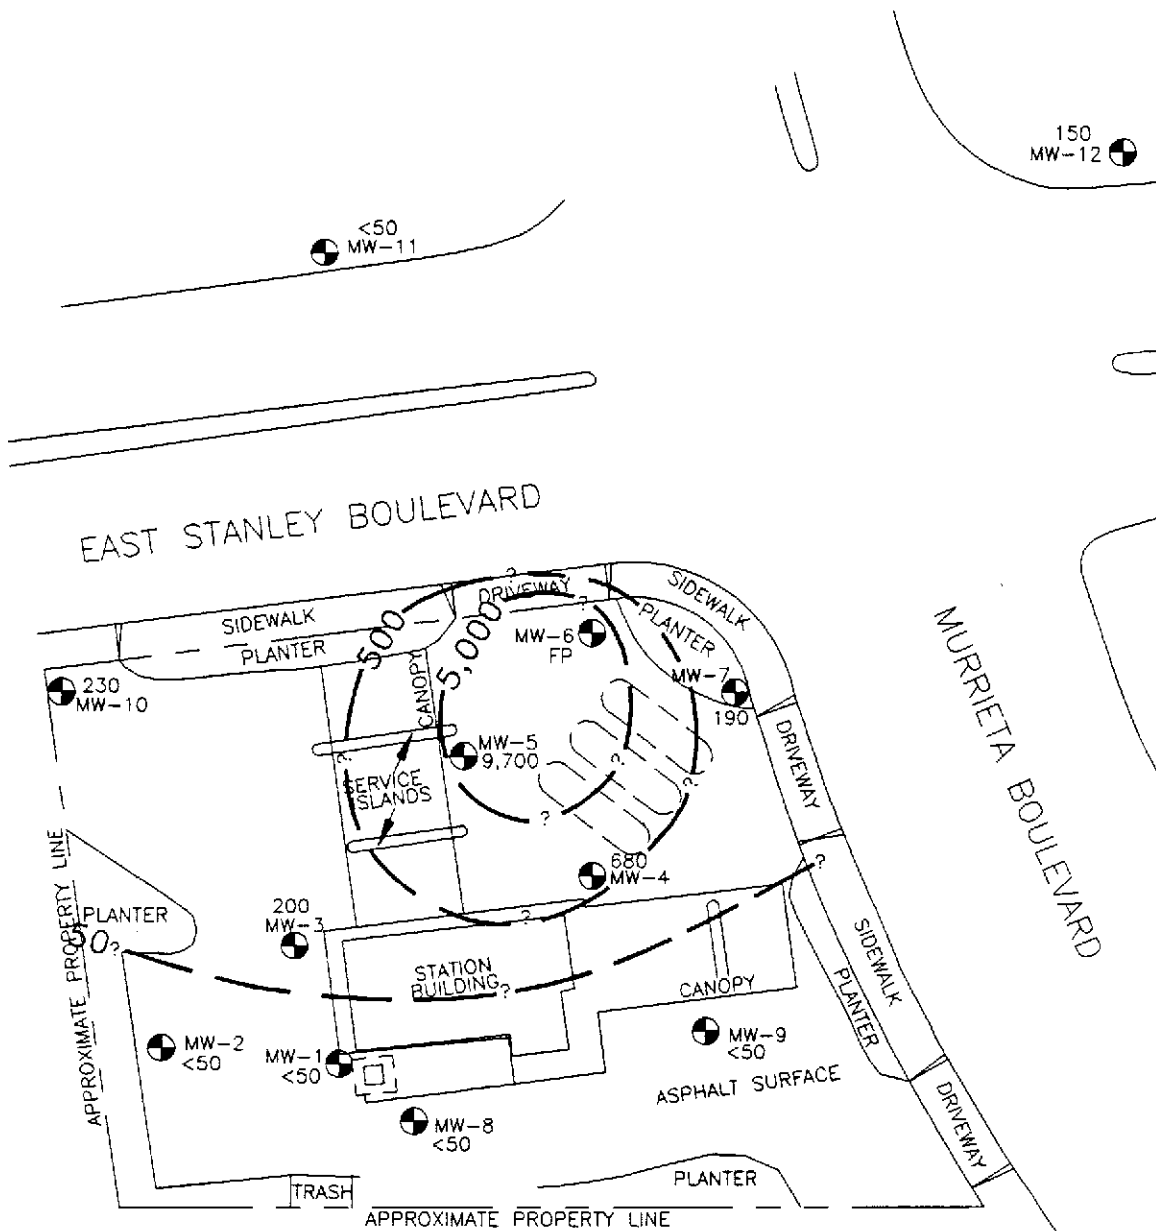 150
MW-12
<50
MW-11
EAST STANLEY BOULEVARD
?
DRIVEWAY
SIDEWALK
SIDEWALK
?
PLANTER
500
5,000
MW-6
FP
PLANTER
CANOPY
MW-7
190
230
MW-10
MURRIETA BOULEVARD
MW-5
9,700
?
?
?
DRIVEWAY
SERVICE
ISLANDS
?
680
MW-4
?
APPROXIMATE PROPERTY LINE
PLANTER
50
?
200
MW-3
?
STATION
BUILDING
?
CANOPY
SIDEWALK
PLANTER
MW-2
<50
MW-1
<50
MW-9
<50
ASPHALT SURFACE
DRIVEWAY
MW-8
<50
TRASH
PLANTER
APPROXIMATE PROPERTY LINE